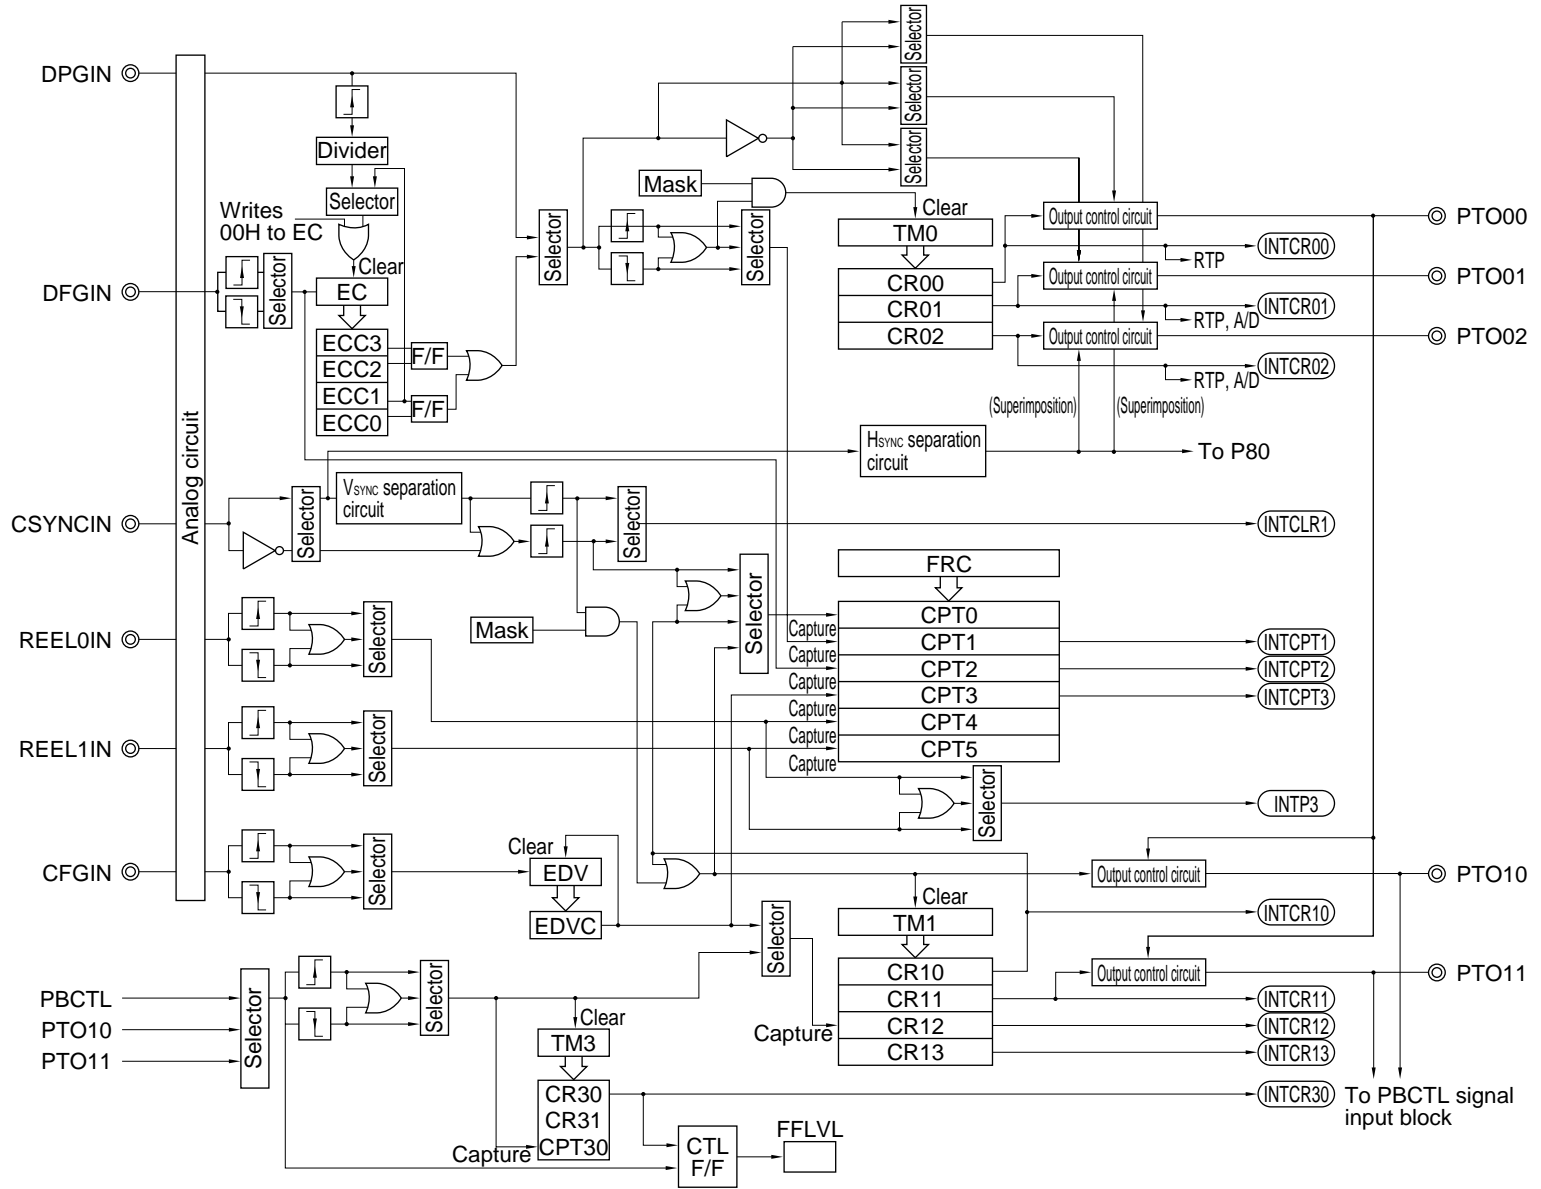 DPGIN
Divider
Selector
Writes
00H to EC
Clear
DFGIN
Selector
EC
ECC3
ECC2
ECC1
ECC0
F/F
F/F
Analog circuit
Selector
Mask
Selector
Selector
Selector
Selector
Clear
TM0
CR00
CR01
CR02
Output control circuit
Output control circuit
Output control circuit
PTO00
INTCR00
RTP
PTO01
INTCR01
RTP, A/D
PTO02
INTCR02
RTP, A/D
(Superimposition)
(Superimposition)
HSYNC separation
circuit
To P80
CSYNCIN
Selector
VSYNC separation
circuit
Selector
INTCLR1
Mask
Selector
FRC
CPT0
CPT1
CPT2
CPT3
CPT4
CPT5
Capture
Capture
Capture
Capture
Capture
Capture
INTCPT1
INTCPT2
INTCPT3
REEL0IN
Selector
REEL1IN
Selector
Selector
INTP3
CFGIN
Selector
Clear
EDV
EDVC
Output control circuit
PTO10
Clear
TM1
INTCR10
Selector
CR10
CR11
CR12
CR13
Capture
Output control circuit
PTO11
INTCR11
INTCR12
INTCR13
PBCTL
PTO10
PTO11
Selector
Selector
Clear
TM3
CR30
CR31
CPT30
Capture
INTCR30
To PBCTL signal
input block
CTL
F/F
FFLVL